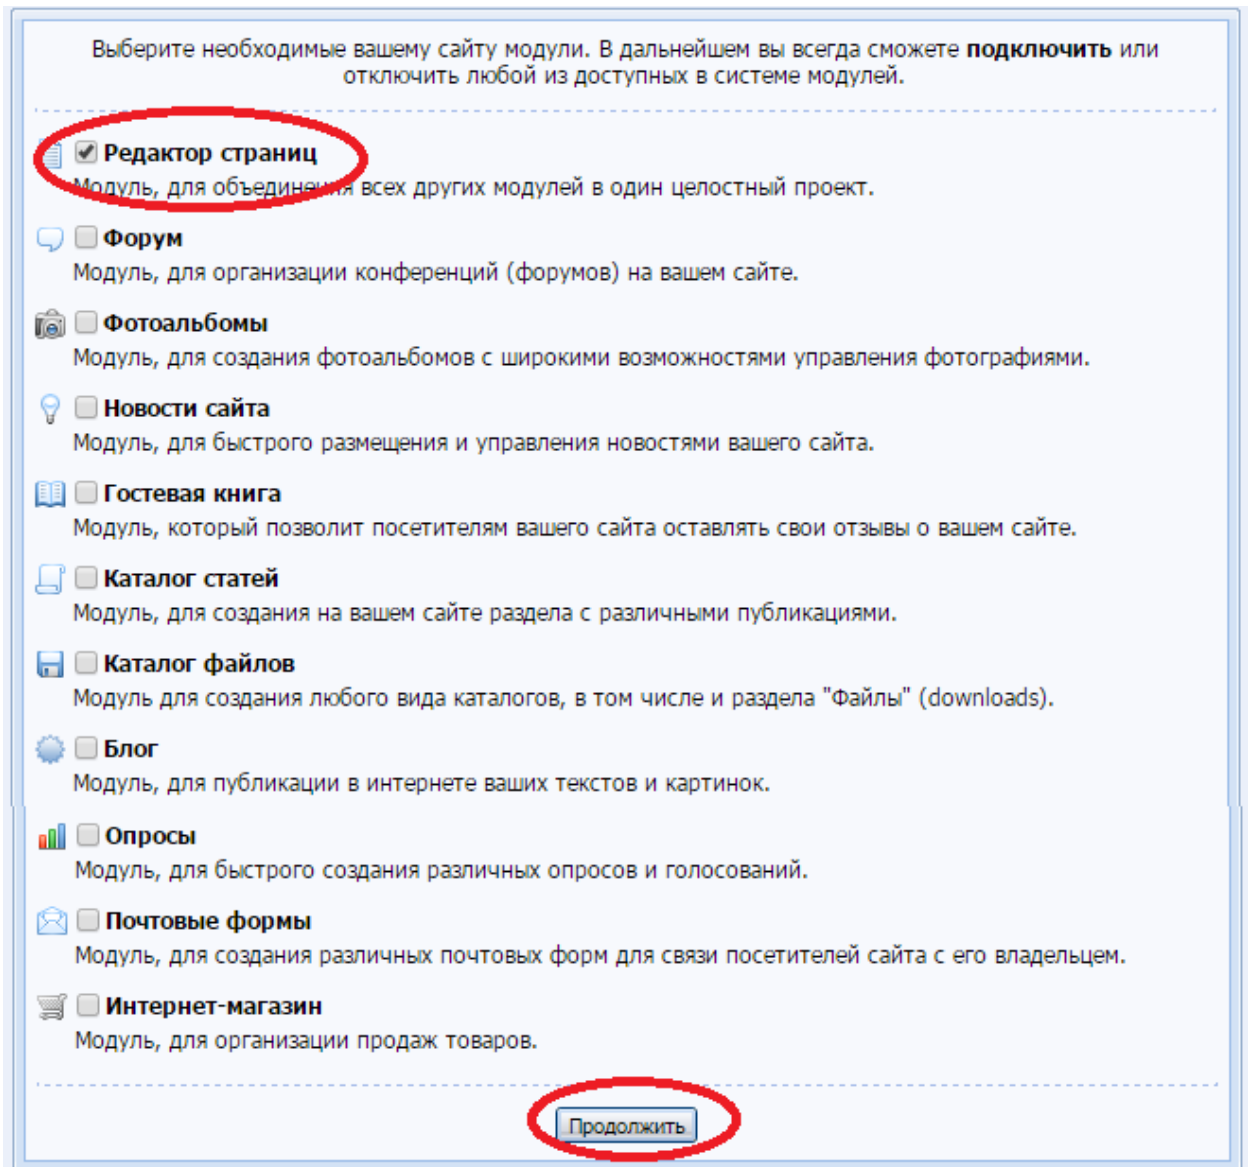 Выберите необходимые вашему сайту модули. В дальнейшем вы всегда сможете подключить или
отключить любой из доступных в системе модулей.
Редактор страниц
Модуль, для объединения всех других модулей в один целостный проект.
Форум
Модуль, для организации конференций (форумов) на вашем сайте.
Фотоальбомы
Модуль, для создания фотоальбомов с широкими возможностями управления фотографиями.
Новости сайта
Модуль, для быстрого размещения и управления новостями вашего сайта.
Гостевая книга
Модуль, который позволит посетителям вашего сайта оставлять свои отзывы о вашем сайте.
Каталог статей
Модуль, для создания на вашем сайте раздела с различными публикациями.
Каталог файлов
Модуль для создания любого вида каталогов, в том числе и раздела "Файлы" (downloads).
Блог
Модуль, для публикации в интернете ваших текстов и картинок.
Опросы
Модуль, для быстрого создания различных опросов и голосований.
Почтовые формы
Модуль, для создания различных почтовых форм для связи посетителей сайта с его владельцем.
Интернет-магазин
Модуль, для организации продаж товаров.
Продолжить